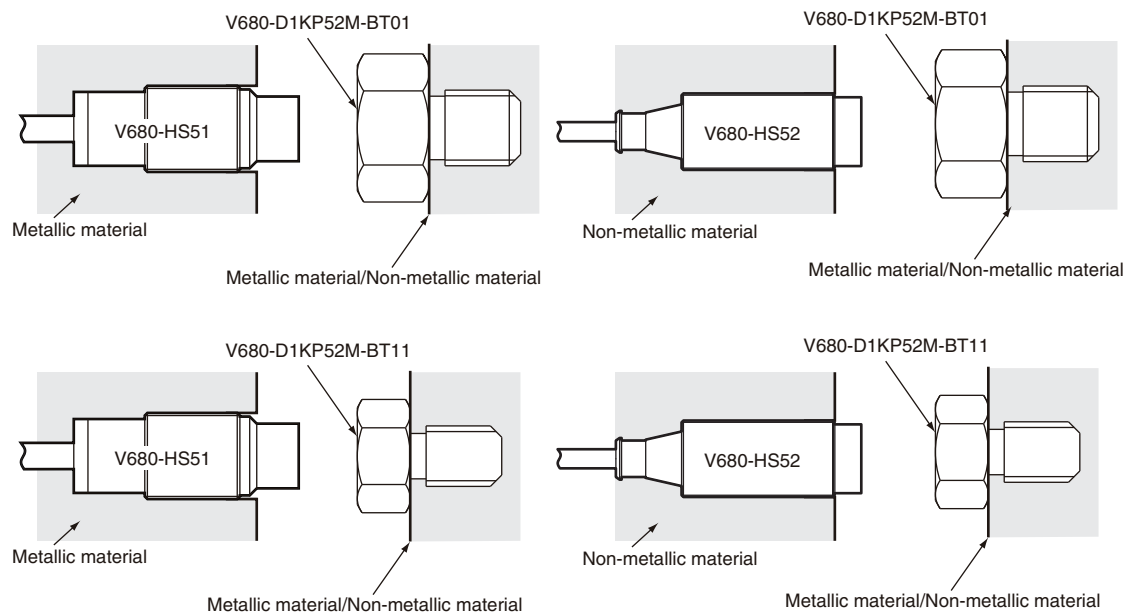 V680-D1KP52M-BT01
V680-HS51
Metallic material
Metallic material/Non-metallic material
V680-D1KP52M-BT01
V680-HS52
Non-metallic material
Metallic material/Non-metallic material
V680-D1KP52M-BT11
V680-HS51
Metallic material
Metallic material/Non-metallic material
V680-D1KP52M-BT11
V680-HS52
Non-metallic material
Metallic material/Non-metallic material